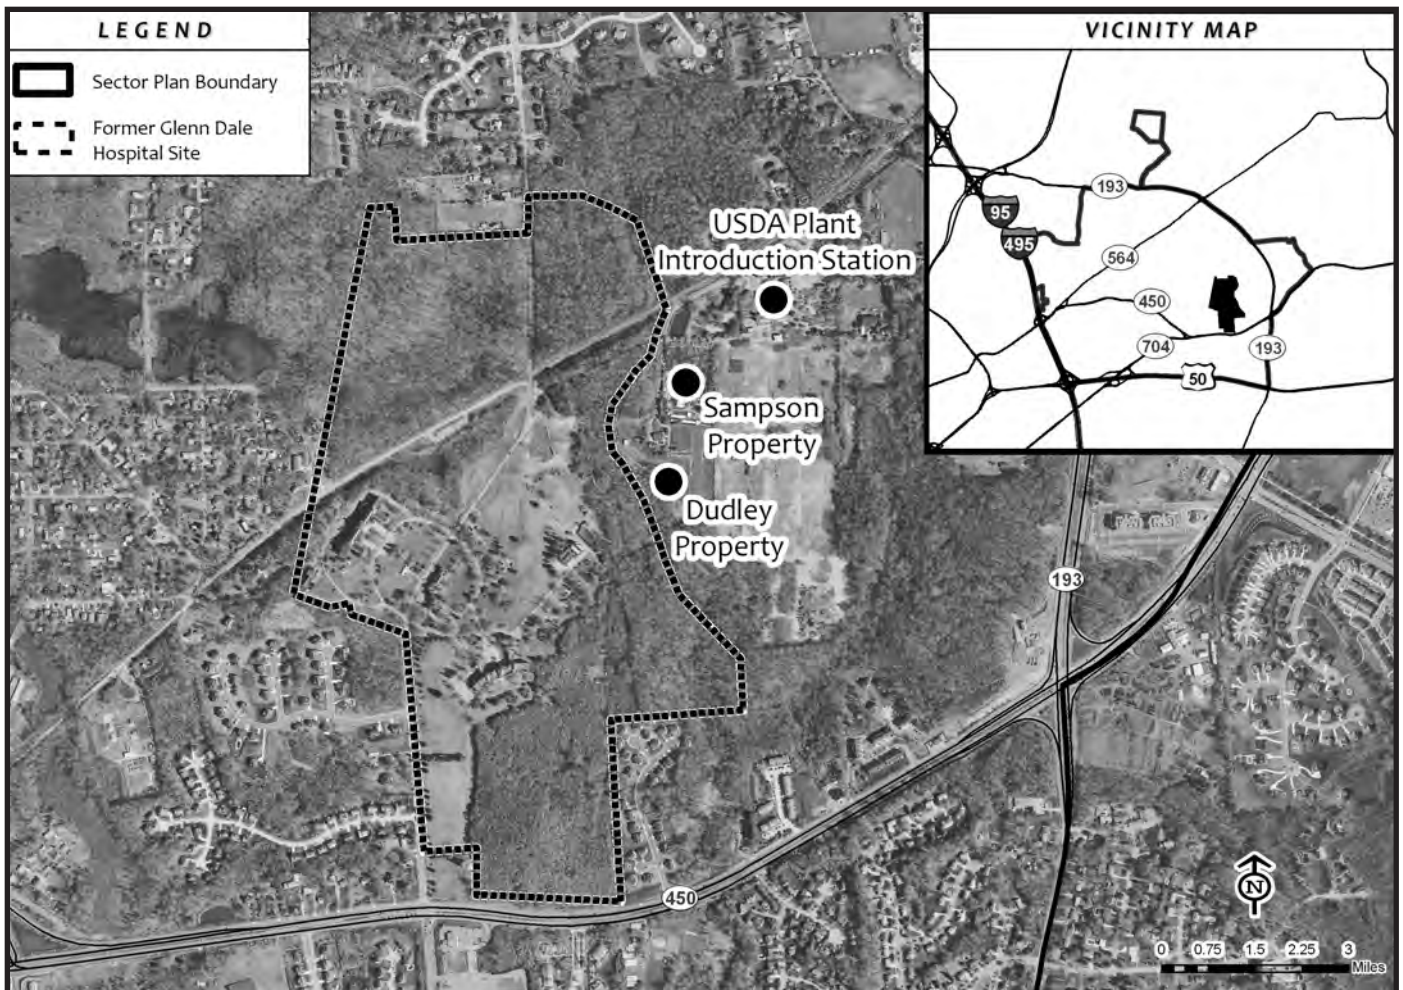 LEGEND
Sector Plan Boundary
Former Glenn Dale
Hospital Site
VICINITY MAP
193
95
495
564
450
704
193
50
USDA Plant
Introduction Station
Sampson
Property
Dudley
Property
193
450
N
0 0.75 1.5 2.25 3
Miles